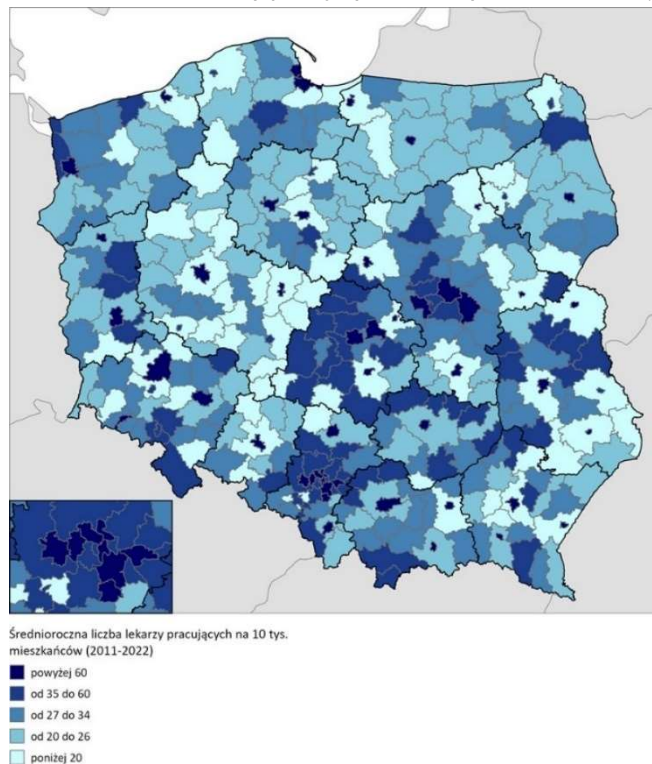 Średnioroczna liczba lekarzy pracujących na 10 tys.
mieszkańców (2011-2022)
powyżej 60
od 35 do 60
od 27 do 34
od 20 do 26
poniżej 20